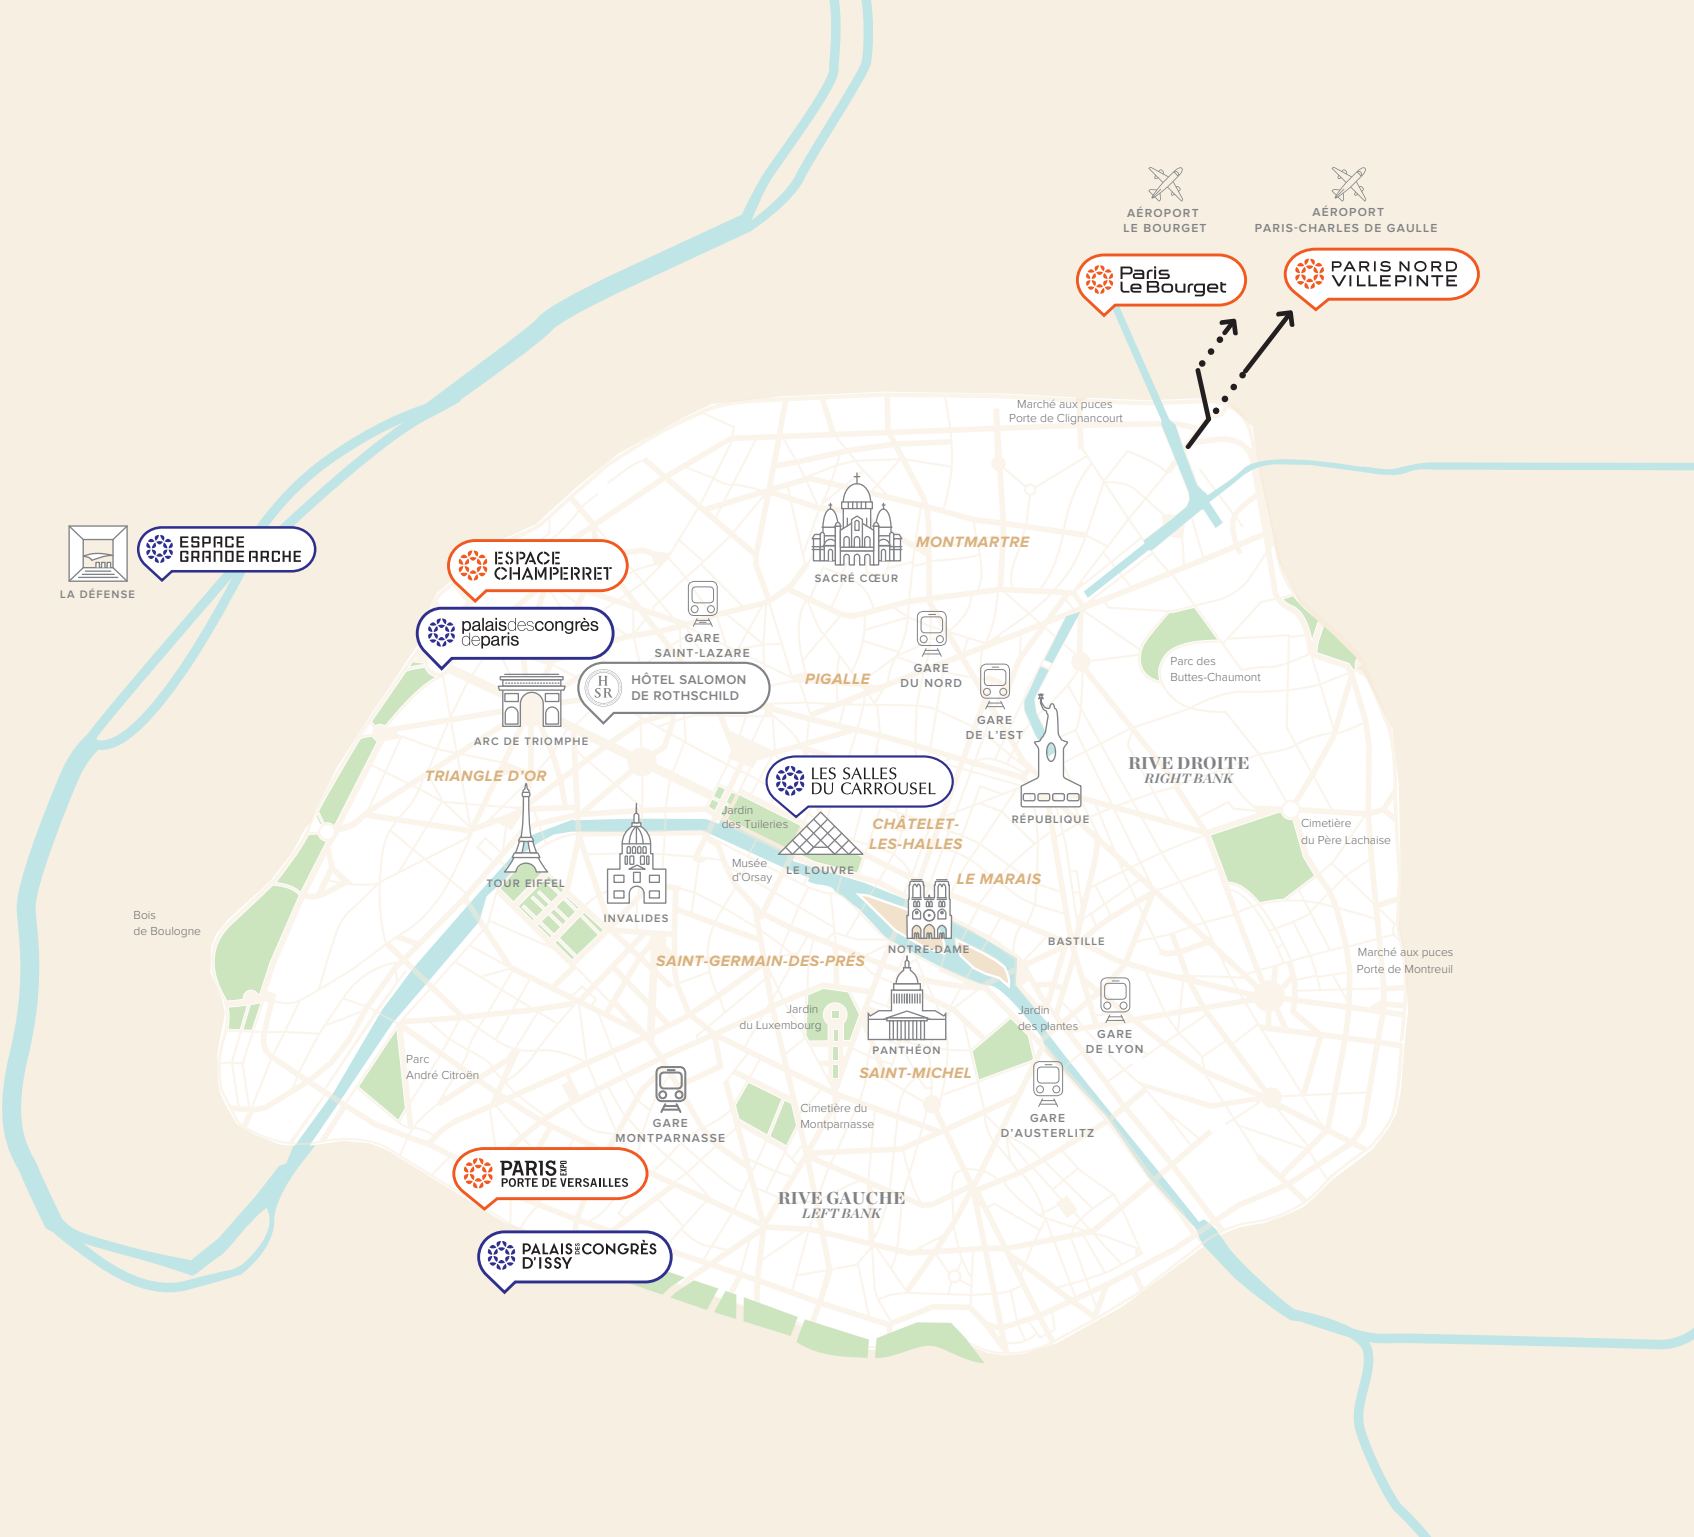 AÉROPORT
LE BOURGET
AÉROPORT
PARIS-CHARLES DE GAULLE
Paris
Le Bourget
PARIS NORD
VILLEPINTE
Marché aux puces
Porte de Clignancourt
ESPACE
GRANDE ARCHE
LA DÉFENSE
ESPACE
CHAMPERRET
palaisdescongrès
deparis
MONTMARTRE
SACRÉ CŒUR
GARE
SAINT-LAZARE
GARE
DU NORD
H
SR
HÔTEL SALOMON
DE ROTHSCHILD
PIGALLE
Parc des
Buttes-Chaumont
GARE
DE L'EST
ARC DE TRIOMPHE
TRIANGLE D'OR
LES SALLES
DU CARROUSEL
RIVE DROITE
RIGHT BANK
Jardin
des Tuileries
CHÂTELET-
LES-HALLES
RÉPUBLIQUE
Cimetière
du Père Lachaise
Musée
d'Orsay
LE LOUVRE
TOUR EIFFEL
LE MARAIS
INVALIDES
Bois
de Boulogne
NOTRE-DAME
BASTILLE
SAINT-GERMAIN-DES-PRÉS
Marché aux puces
Porte de Montreuil
Jardin
du Luxembourg
Jardin
des plantes
GARE
DE LYON
PANTHÉON
Parc
André Citroën
SAINT-MICHEL
GARE
MONTPARNASSE
Cimetière du
Montparnasse
GARE
D'AUSTERLITZ
PARIS EXPO
PORTE DE VERSAILLES
RIVE GAUCHE
LEFT BANK
PALAIS DES CONGRÈS
D'ISSY